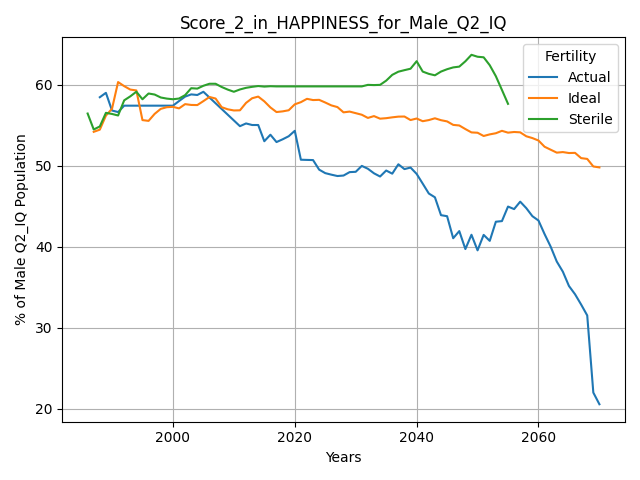 Score_2_in_HAPPINESS_for_Male_Q2_IQ
% of Male Q2_IQ Population
60
50
40
30
20
Fertility
Actual
Ideal
Sterile
2000
2020
2040
2060
Years